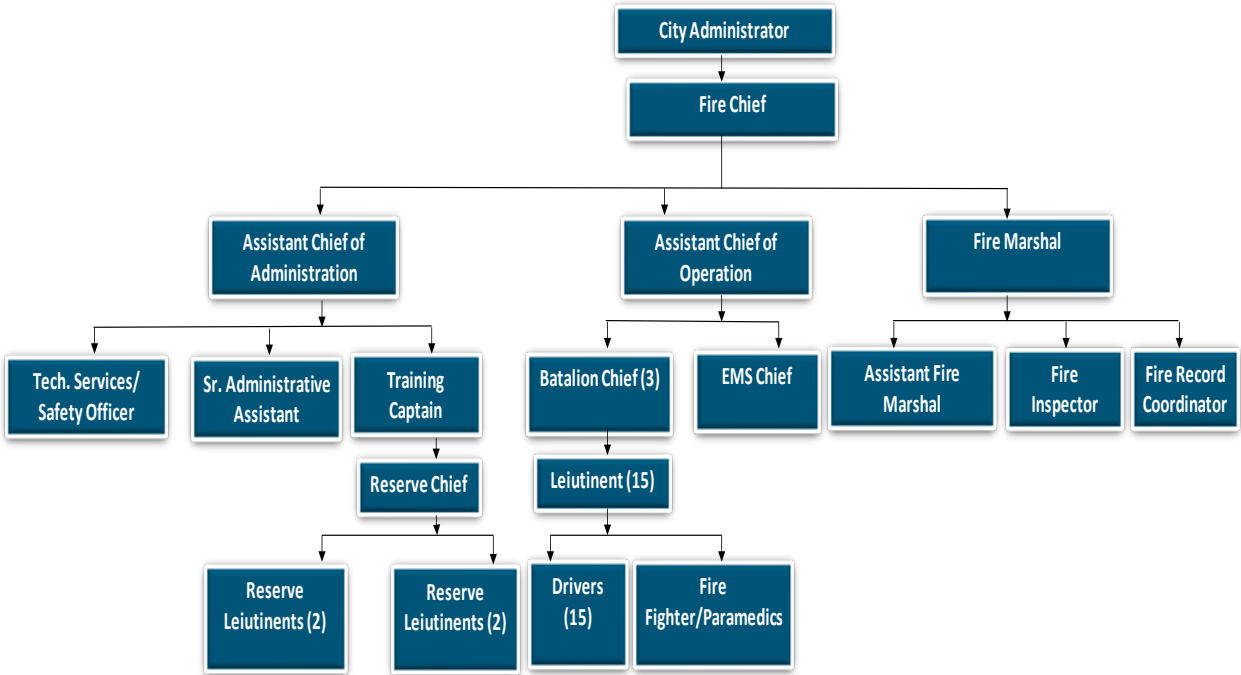 City Administrator
Fire Chief
Assistant Chief of
Administration
Assistant Chief of
Operation
Fire Marshal
Tech. Services/
Safety Officer
Sr. Administrative
Assistant
Training
Captain
Batalion Chief (3)
EMS Chief
Assistant Fire
Marshal
Fire
Inspector
Fire Record
Coordinator
Reserve Chief
Leiutinent (15)
Reserve
Leiutinents (2)
Reserve
Leiutinents (2)
Drivers
(15)
Fire
Fighter/Paramedics